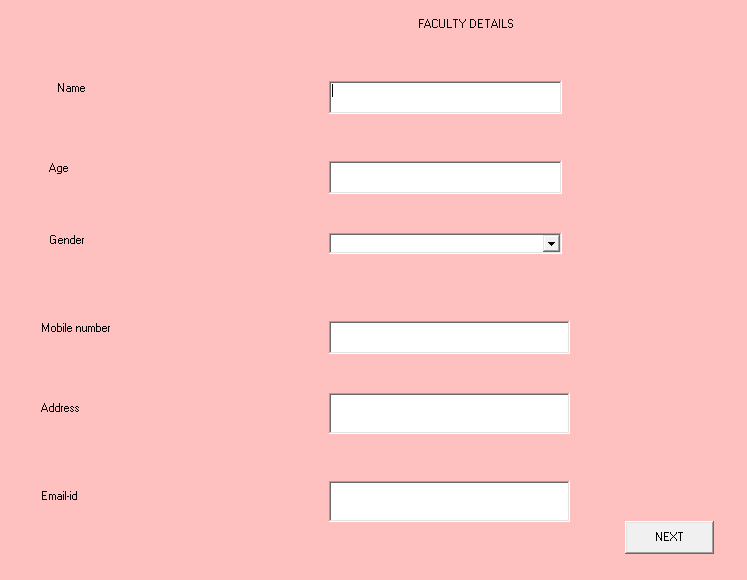 FACULTY DETAILS
Name
Age
Gender
Mobile number
Address
Email-id
NEXT